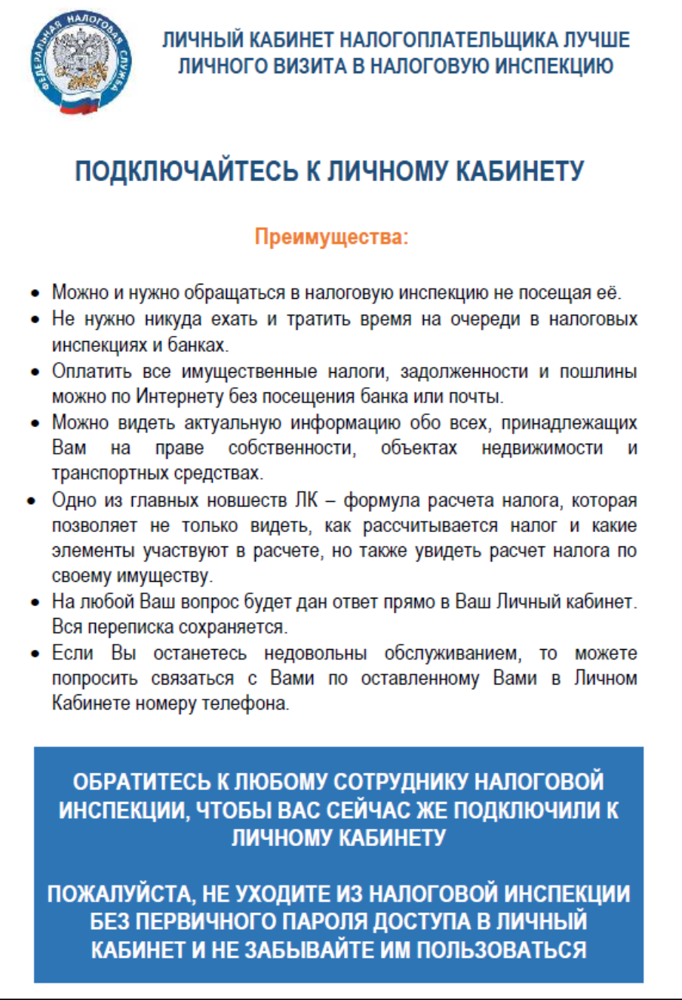 ФЕДЕРАЛЬНАЯ НАЛОГОВАЯ СЛУЖБА
ЛИЧНЫЙ КАБИНЕТ НАЛОГОПЛАТЕЛЬЩИКА ЛУЧШЕ
ЛИЧНОГО ВИЗИТА В НАЛОГОВУЮ ИНСПЕКЦИЮ
ПОДКЛЮЧАЙТЕСЬ К ЛИЧНОМУ КАБИНЕТУ
Преимущества:
• Можно и нужно обращаться в налоговую инспекцию не посещая её.
• Не нужно никуда ехать и тратить время на очереди в налоговых
инспекциях и банках.
• Оплатить все имущественные налоги, задолженности и пошлины
можно по Интернету без посещения банка или почты.
• Можно видеть актуальную информацию обо всех, принадлежащих
Вам на праве собственности, объектах недвижимости и
транспортных средствах.
• Одно из главных новшеств ЛК – формула расчета налога, которая
позволяет не только видеть, как рассчитывается налог и какие
элементы участвуют в расчете, но также увидеть расчет налога по
своему имуществу.
• На любой Ваш вопрос будет дан ответ прямо в Ваш Личный кабинет.
Вся переписка сохраняется.
• Если Вы останетесь недовольны обслуживанием, то можете
попросить связаться с Вами по оставленному Вами в Личном
Кабинете номеру телефона.
ОБРАТИТЕСЬ К ЛЮБОМУ СОТРУДНИКУ НАЛОГОВОЙ
ИНСПЕКЦИИ, ЧТОБЫ ВАС СЕЙЧАС ЖЕ ПОДКЛЮЧИЛИ К
ЛИЧНОМУ КАБИНЕТУ
ПОЖАЛУЙСТА, НЕ УХОДИТЕ ИЗ НАЛОГОВОЙ ИНСПЕКЦИИ
БЕЗ ПЕРВИЧНОГО ПАРОЛЯ ДОСТУПА В ЛИЧНЫЙ
КАБИНЕТ И НЕ ЗАБЫВАЙТЕ ИМ ПОЛЬЗОВАТЬСЯ